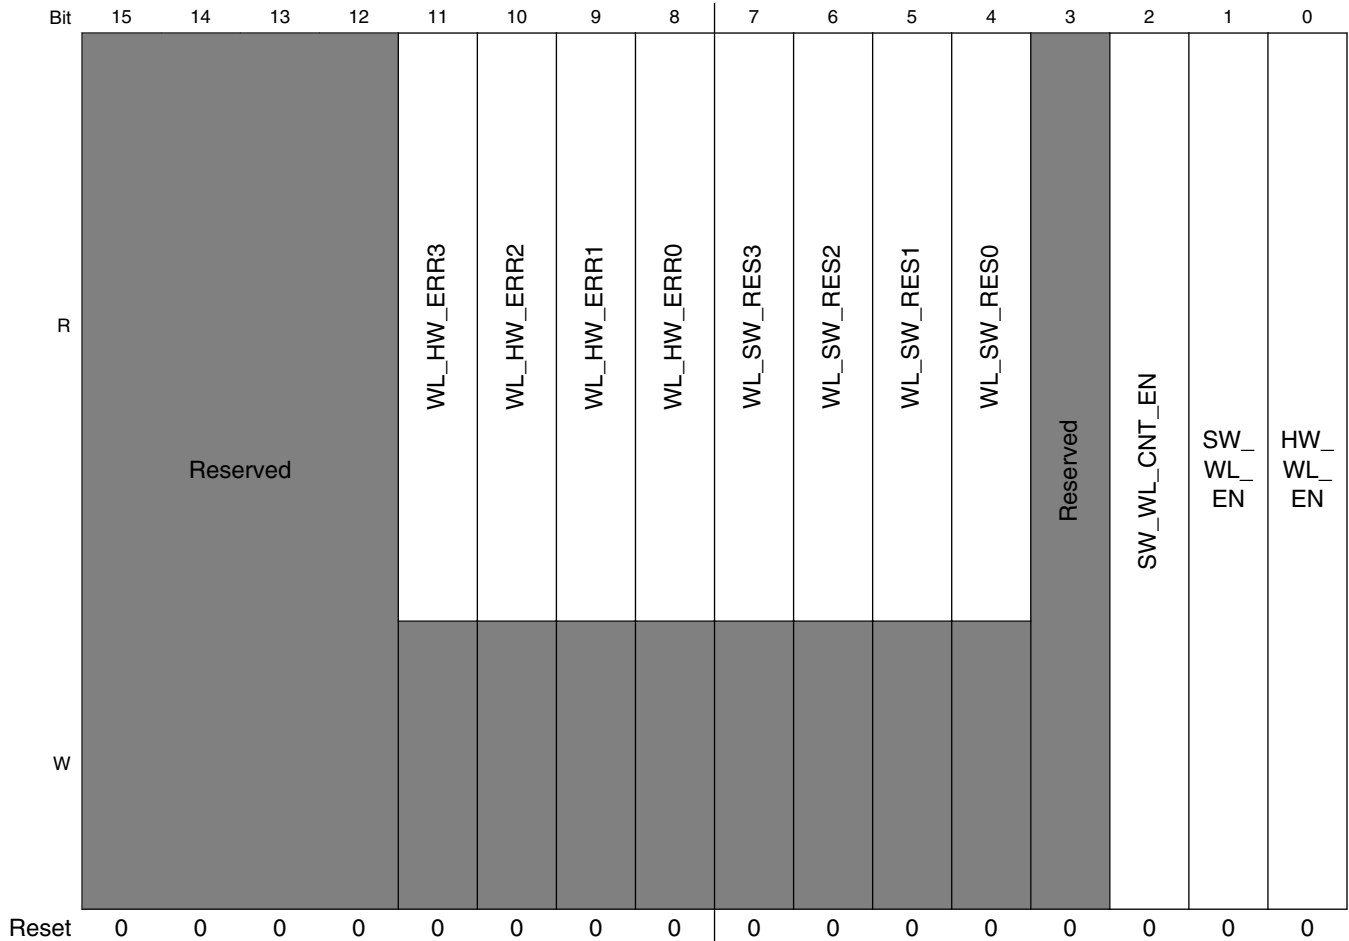 Bit 15 14 13 12 11 10 9 8 7 6 5 4 3 2 1 0
R
Reserved
WL_HW_ERR3
WL_HW_ERR2
WL_HW_ERR1
WL_HW_ERR0
WL_SW_RES3
WL_SW_RES2
WL_SW_RES1
WL_SW_RES0
Reserved
SW_WL_CNT_EN
SW_
WL_
EN
HW_
WL_
EN
W
Reset 0 0 0 0 0 0 0 0 0 0 0 0 0 0 0 0